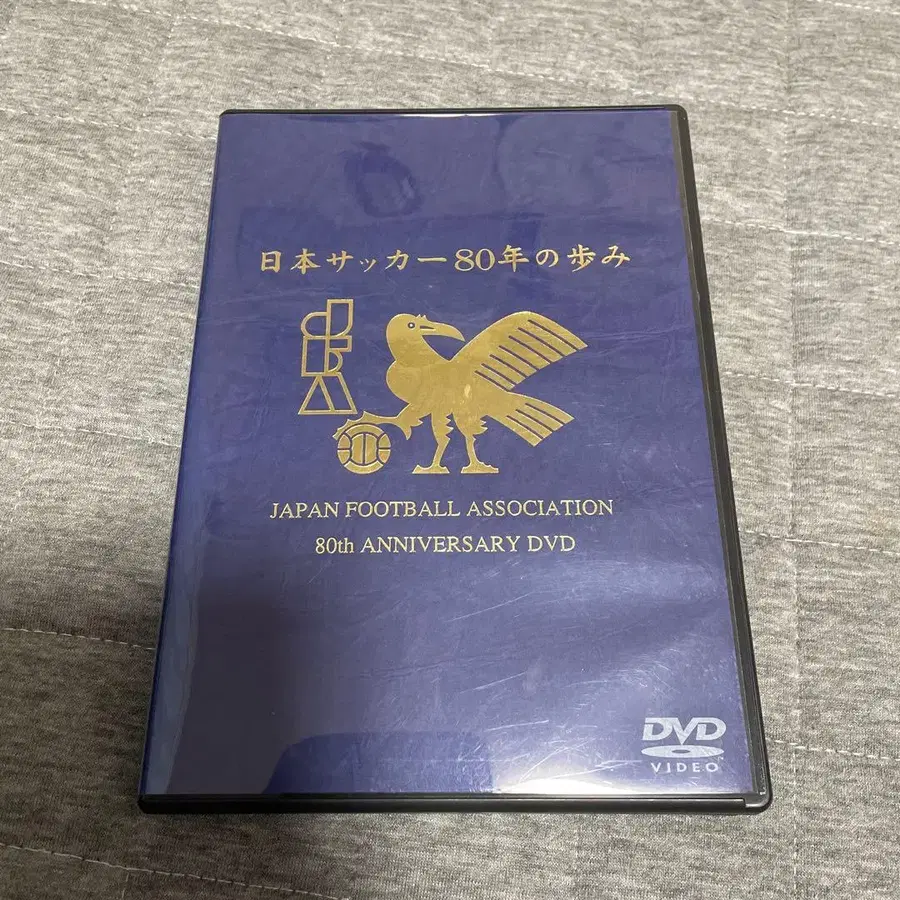 日本サッカー80年の歩み
JFA
JAPAN FOOTBALL ASSOCIATION
80th ANNIVERSARY DVD
DVD
VIDEO